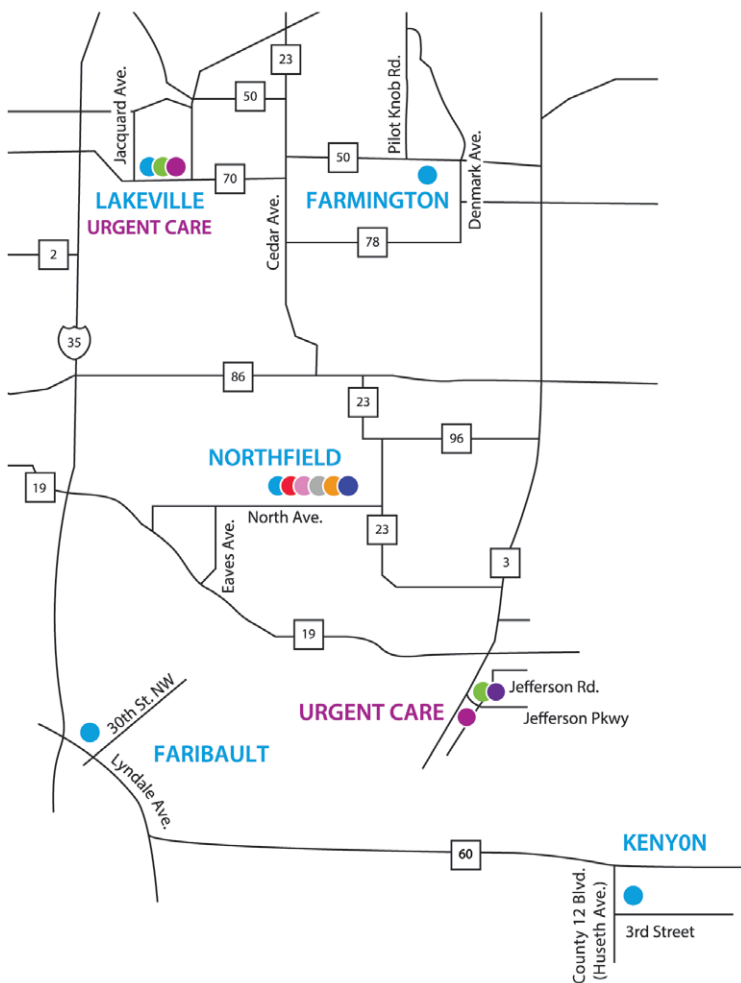 23
50
Jacquard Ave.
Pilot Knob Rd.
50
70
LAKEVILLE
URGENT CARE
FARMINGTON
Denmark Ave.
Cedar Ave.
78
2
35
86
23
96
NORTHFIELD
19
North Ave.
23
Eaves Ave.
3
19
30th St. NW
URGENT CARE
Jefferson Rd.
Jefferson Pkwy
FARIBAULT
Lyndale Ave.
60
KENYON
County 12 Blvd.
(Huseth Ave.)
3rd Street